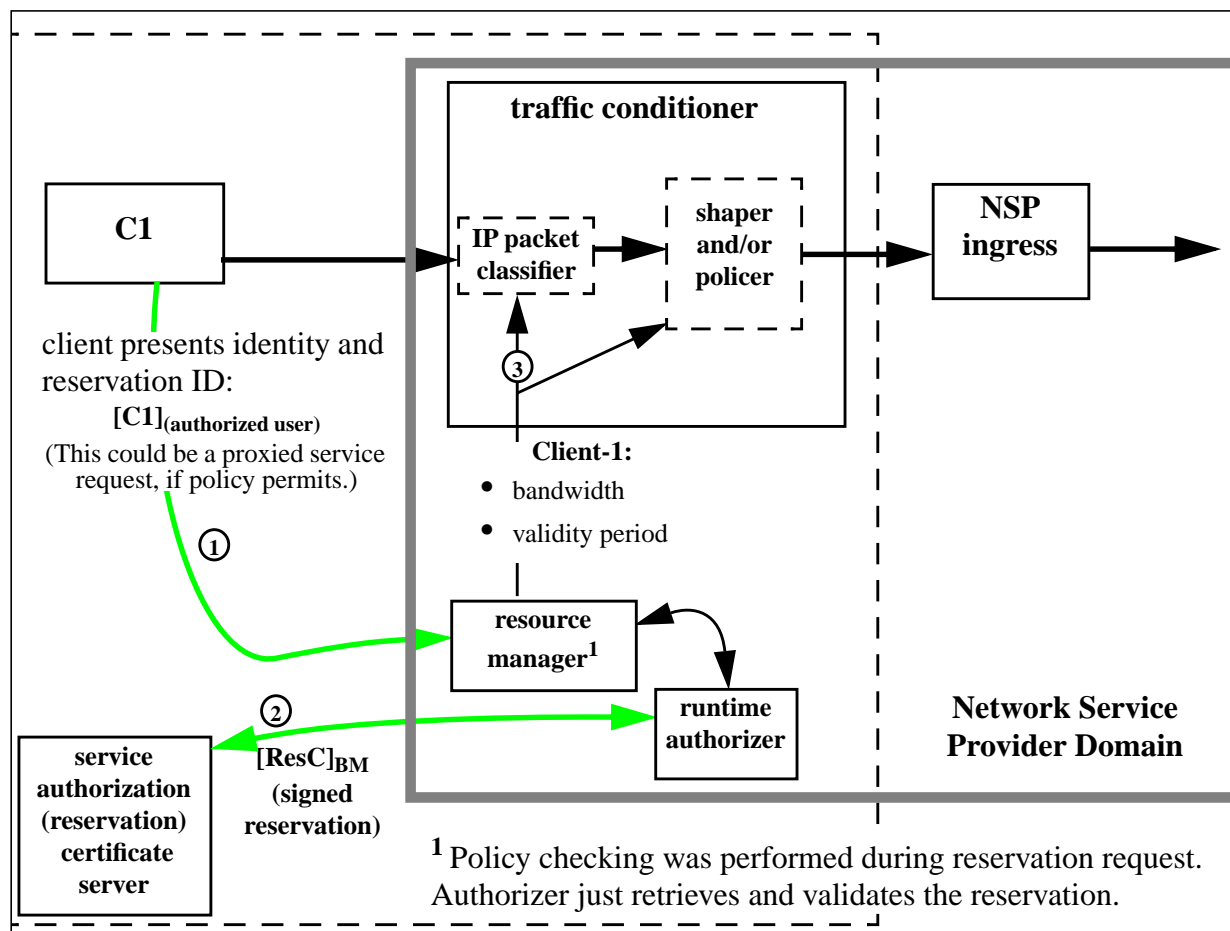 traffic conditioner
C1
IP packet
classifier
shaper
and/or
policer
NSP
ingress
client presents identity and
reservation ID:
[C1](authorized user)
(This could be a proxied service
request, if policy permits.)
3
Client-1:
• bandwidth
• validity period
1
resource
manager1
2
[ResC]BM
(signed
reservation)
runtime
authorizer
Network Service
Provider Domain
service
authorization
(reservation)
certificate
server
1 Policy checking was performed during reservation request.
Authorizer just retrieves and validates the reservation.